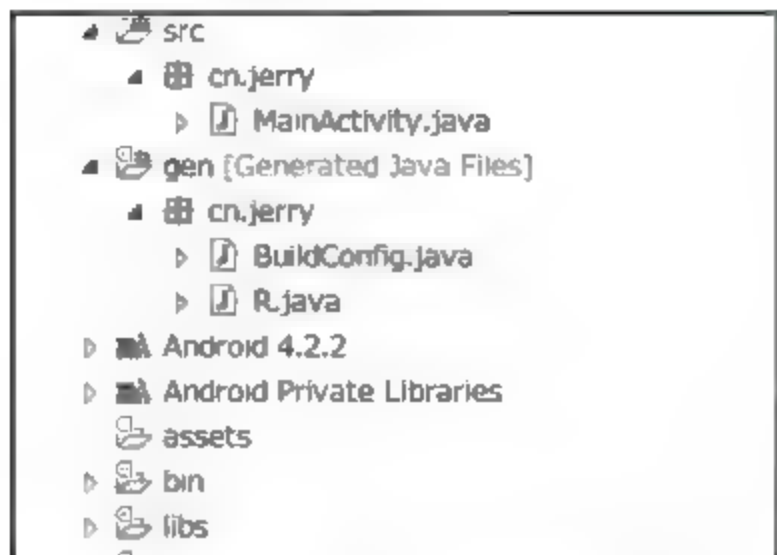 src
cn.jerry
MainActivity.java
gen [Generated Java Files]
cn.jerry
BuildConfig.java
R.java
Android 4.2.2
Android Private Libraries
assets
bin
libs